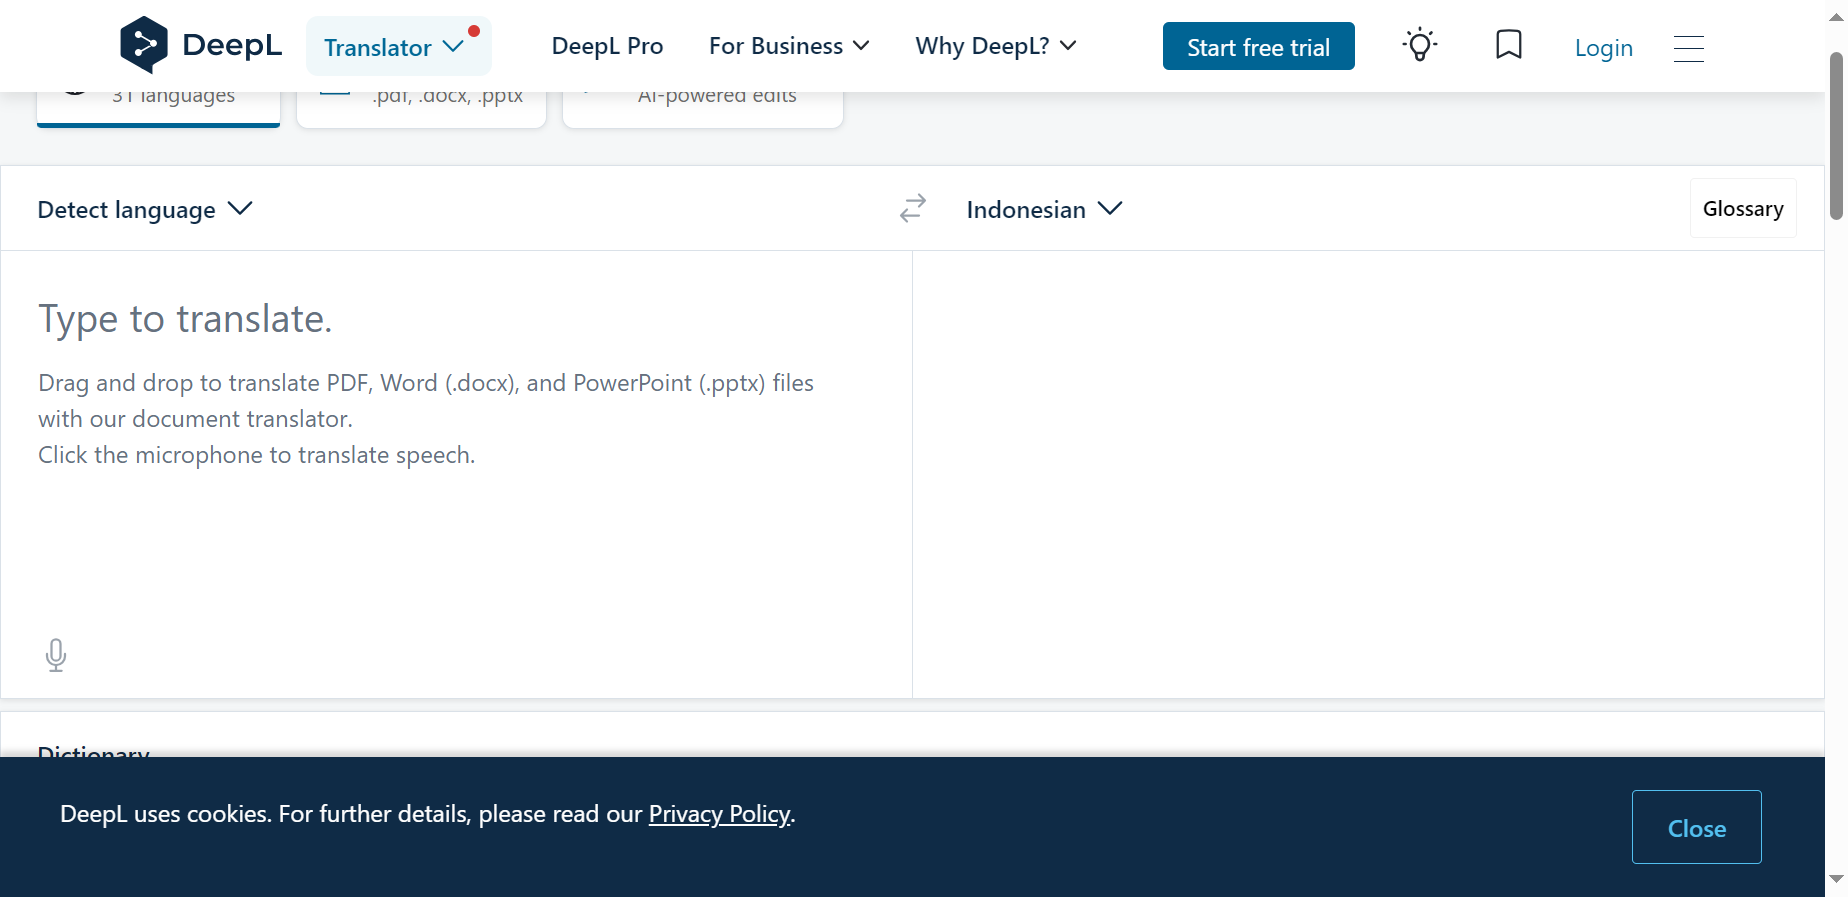 DeepL
Translator
DeepL Pro
For Business
Why DeepL?
Start free trial
Login
31 languages
.pdf, .docx, .pptx
AI-powered edits
Detect language
Indonesian
Glossary
Type to translate.
Drag and drop to translate PDF, Word (.docx), and PowerPoint (.pptx) files
with our document translator.
Click the microphone to translate speech.
Dictionary
DeepL uses cookies. For further details, please read our Privacy Policy.
Close